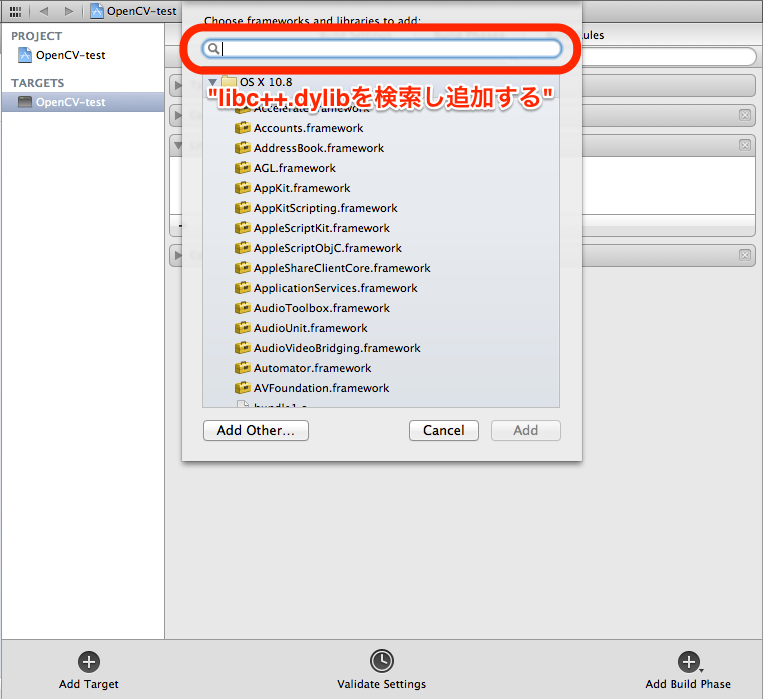 OpenCV-test
PROJECT
OpenCV-test
TARGETS
OpenCV-test
Choose frameworks and libraries to add:
OS X 10.8
"libc++.dylibを検索し追加する"
Accelerate.framework
Accounts.framework
AddressBook.framework
AGL.framework
AppKit.framework
AppKitScripting.framework
AppleScriptKit.framework
AppleScriptObjC.framework
AppleShareClientCore.framework
ApplicationServices.framework
AudioToolbox.framework
AudioUnit.framework
AudioVideoBridging.framework
Automator.framework
AVFoundation.framework
Add Other...
Cancel
Add
Add Target
Validate Settings
Add Build Phase